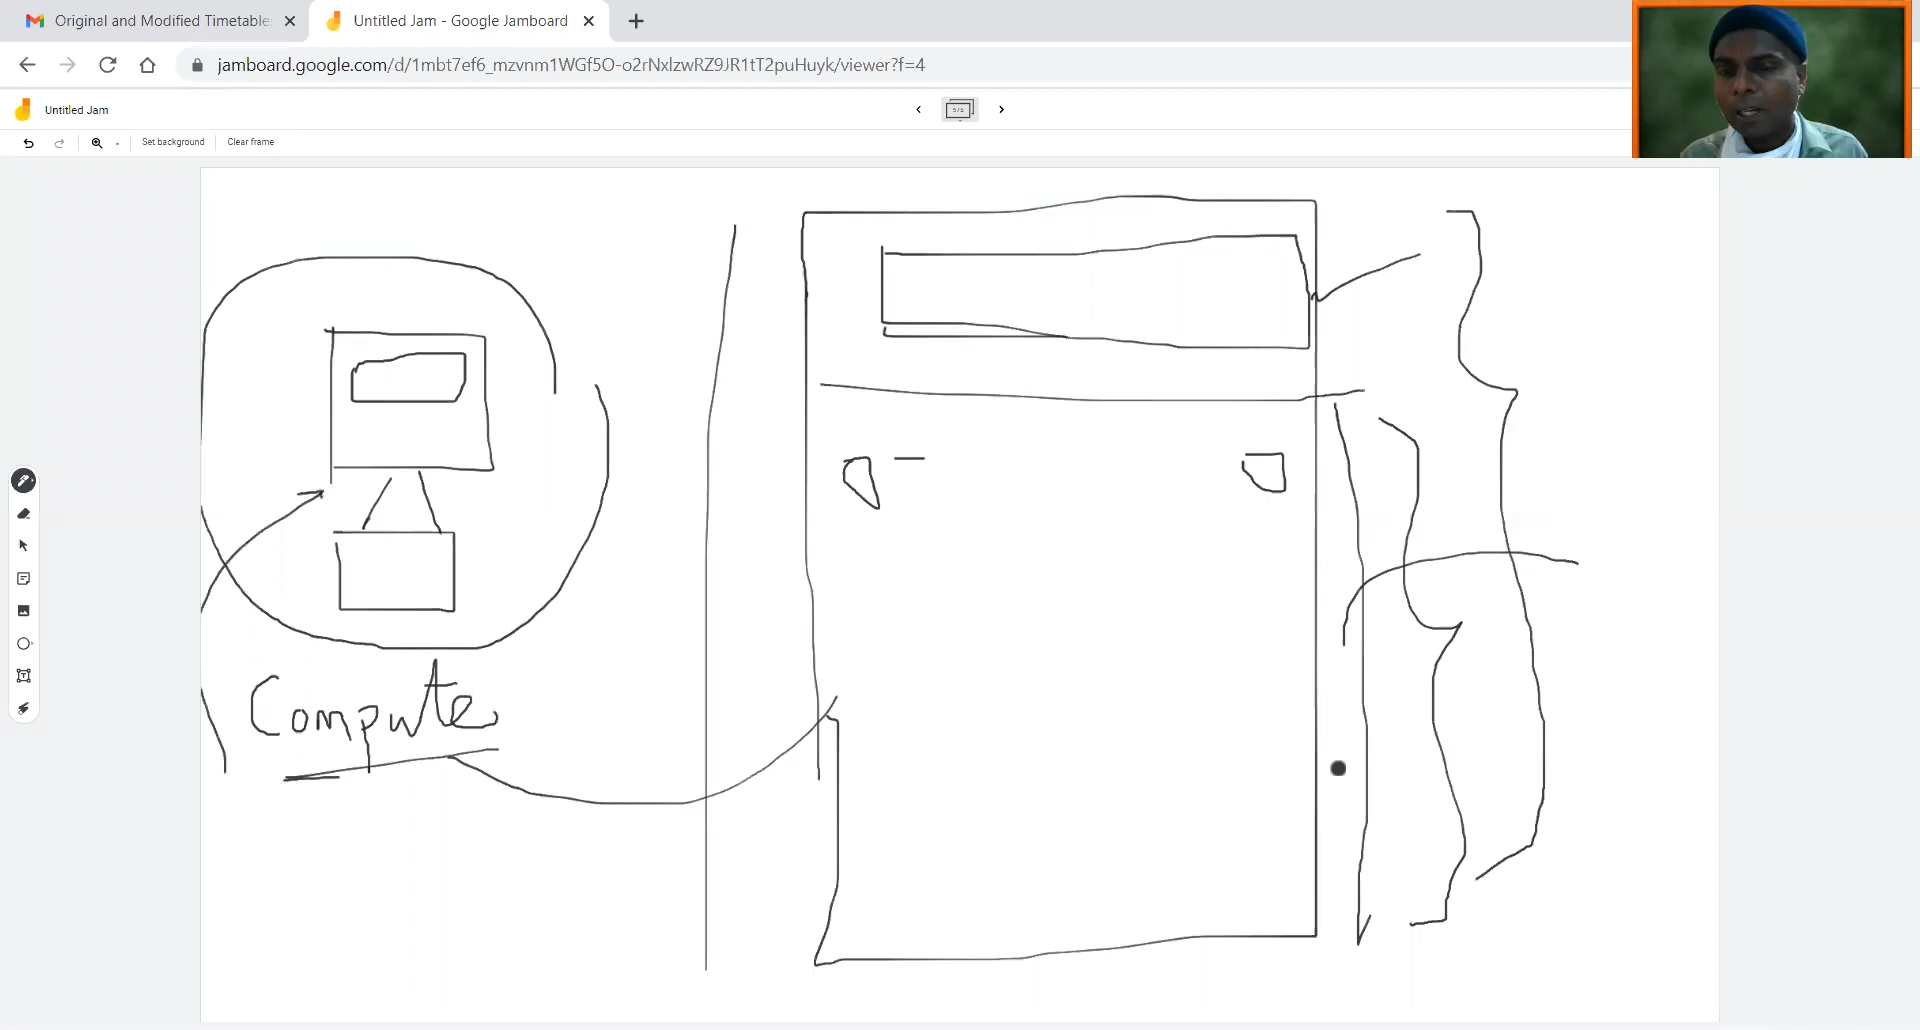 Original and Modified Timetable
Untitled Jam - Google Jamboard
jamboard.google.com/d/1mbt7ef6_mzvnm1WGf5O-o2rNxlzwRZ9JR1tT2puHuyk/viewer?f=4
Untitled Jam
Set background
Clear frame
Compute